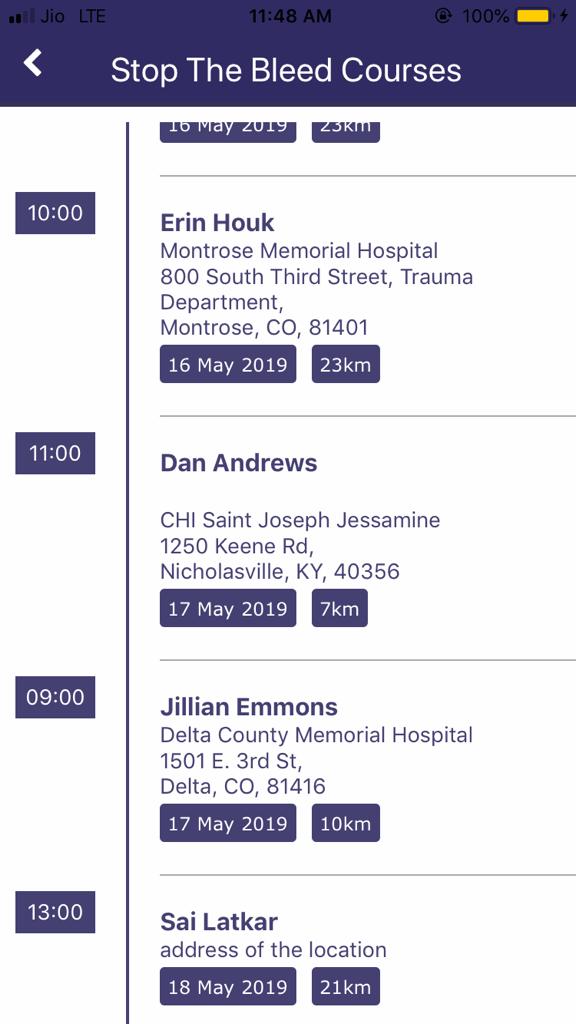 Jio LTE 11:48 AM 100%
Stop The Bleed Courses
16 May 2019 23km
10:00
Erin Houk
Montrose Memorial Hospital
800 South Third Street, Trauma
Department,
Montrose, CO, 81401
16 May 2019 23km
11:00
Dan Andrews
CHI Saint Joseph Jessamine
1250 Keene Rd,
Nicholasville, KY, 40356
17 May 2019 7km
09:00
Jillian Emmons
Delta County Memorial Hospital
1501 E. 3rd St,
Delta, CO, 81416
17 May 2019 10km
13:00
Sai Latkar
address of the location
18 May 2019 21km